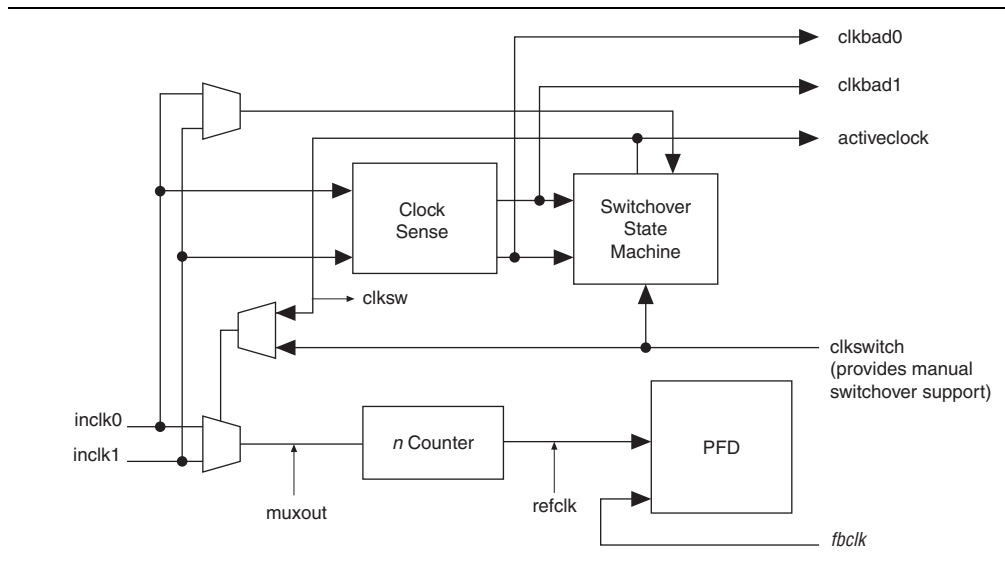 clkbad0
clkbad1
activeclock
Clock
Sense
Switchover
State
Machine
clksw
clkswitch
(provides manual
switchover support)
inclk0
inclk1
n Counter
PFD
muxout
refclk
fbclk